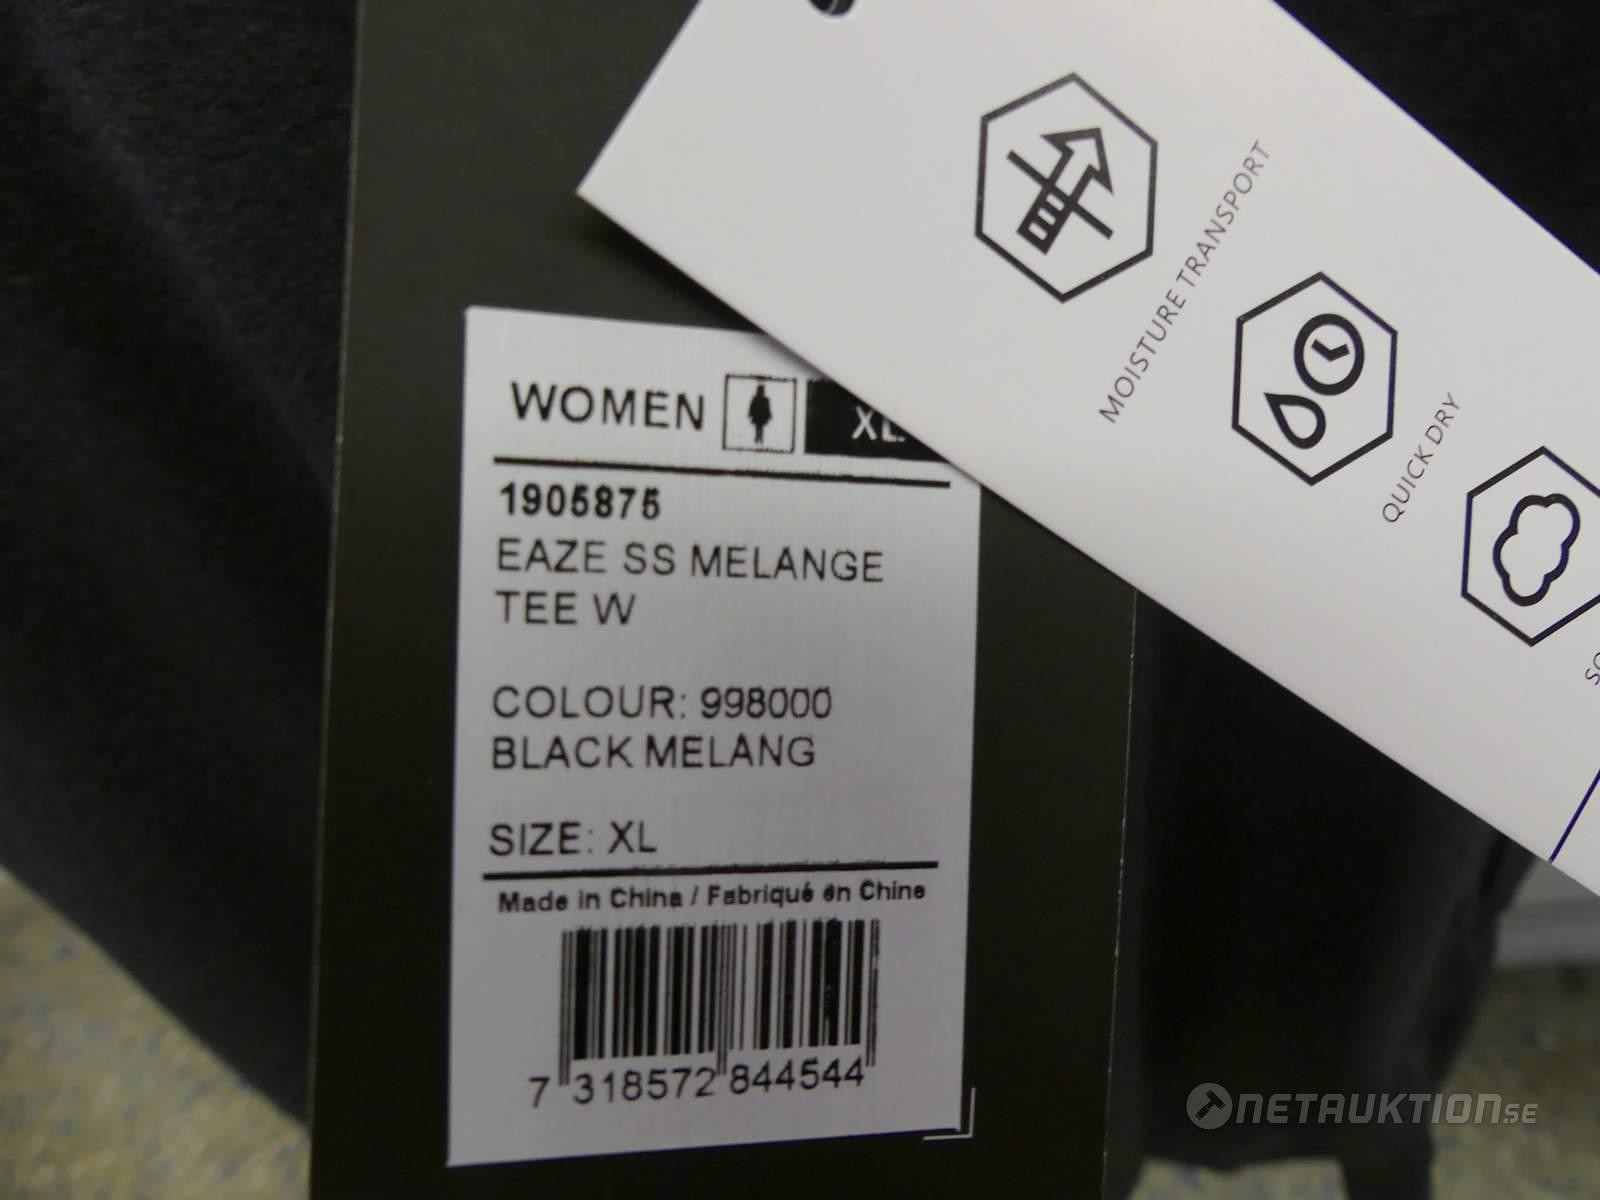 MOISTURE TRANSPORT
QUICK DRY
WOMEN XL
1905875
EAZE SS MELANGE
TEE W
COLOUR: 998000
BLACK MELANG
SIZE: XL
Made in China / Fabriqué en Chine
7 318572 844544
NETAUKTION.SE